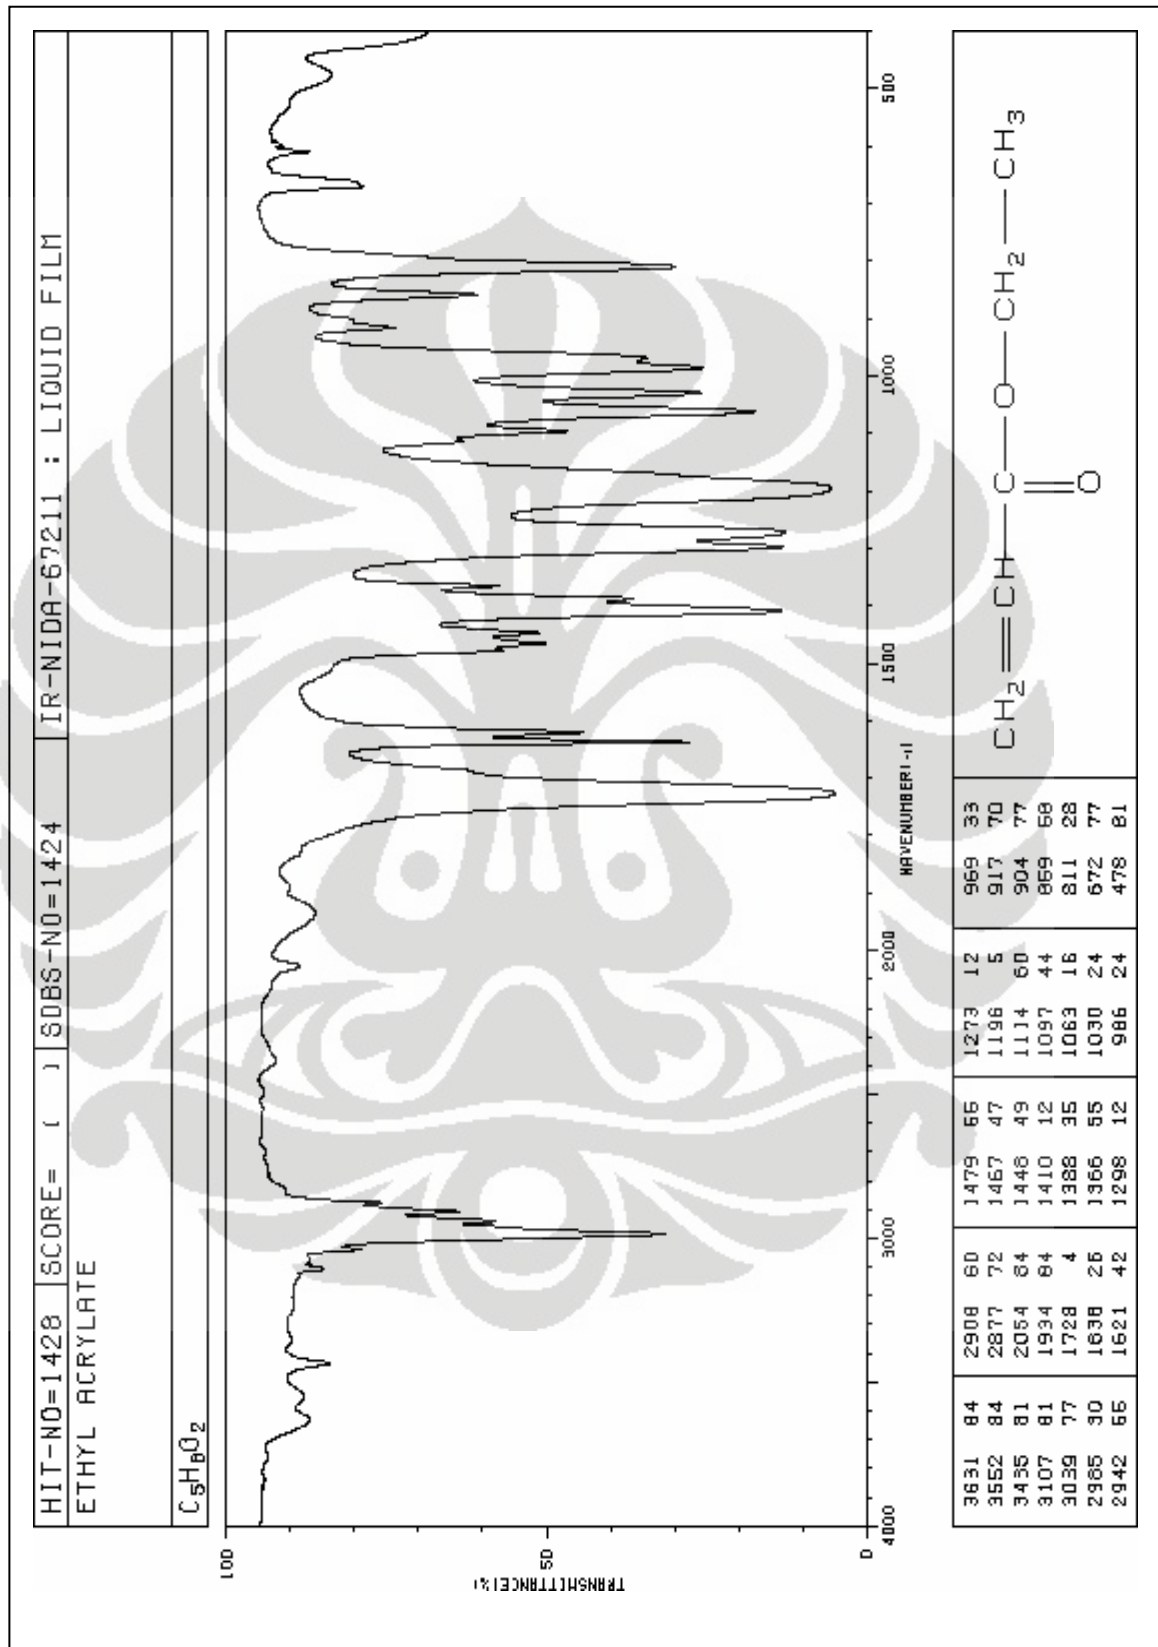 HIT-NO=1428 SCORE= ( ) SDBS-NO=1424 IR-NIDA-67211 : LIQUID FILM
ETHYL ACRYLATE
C5H8O2
100
50
0
TRANSMITTANCE(%)
4000 3000 2000 1500 1000 500
WAVENUMBER(-1)
3631 84 2908 60 1479 55 1273 12 969 33
3552 84 2877 72 1467 47 1196 5 917 70
3435 81 2054 84 1448 49 1114 60 904 77
3107 81 1934 84 1410 12 1097 44 859 58
3039 77 1728 4 1388 35 1063 16 811 28
2985 30 1638 26 1366 55 1030 24 672 77
2942 55 1621 42 1298 12 986 24 478 81
CH2=CH—C—O—CH2—CH3
O